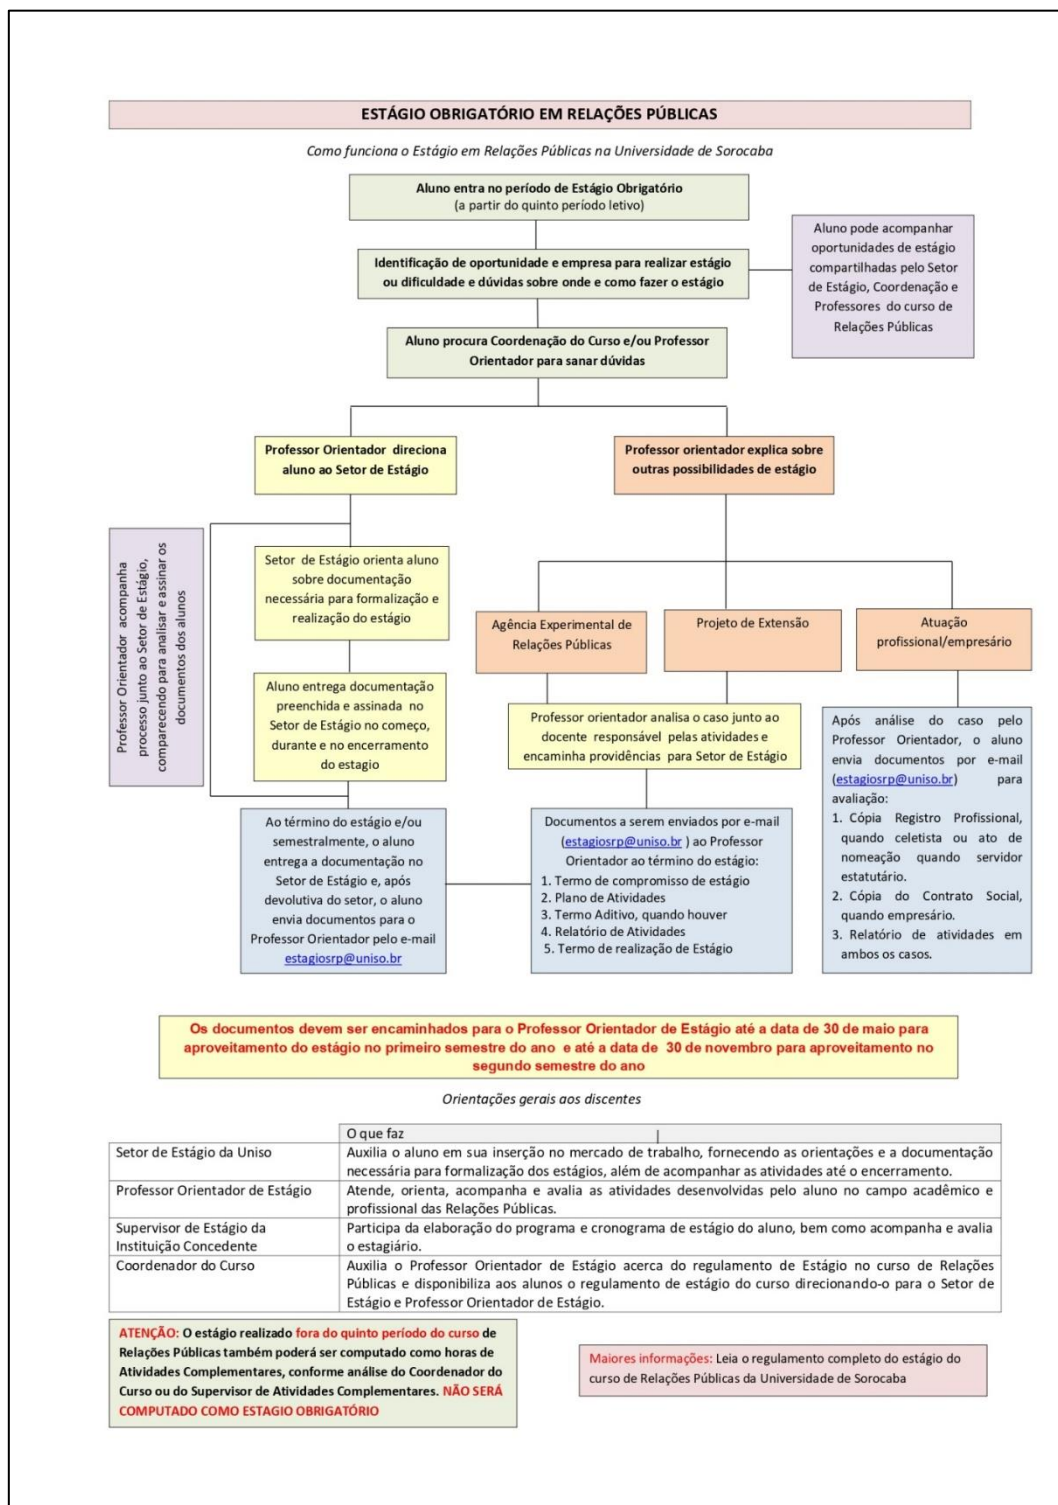 ESTÁGIO OBRIGATÓRIO EM RELAÇÕES PÚBLICAS
Como funciona o Estágio em Relações Públicas na Universidade de Sorocaba
Aluno entra no período de Estágio Obrigatório
(a partir do quinto período letivo)
Identificação de oportunidade e empresa para realizar estágio
ou dificuldade e dúvidas sobre onde e como fazer o estágio
Aluno pode acompanhar
oportunidades de estágio
compartilhadas pelo Setor
de Estágio, Coordenação e
Professores do curso de
Relações Públicas
Aluno procura Coordenação do Curso e/ou Professor
Orientador para sanar dúvidas
Professor Orientador direciona
aluno ao Setor de Estágio
Professor orientador explica sobre
outras possibilidades de estágio
Professor Orientador acompanha
processo junto ao Setor de Estágio,
comparecendo para analisar e assinar os
documentos dos alunos
Setor de Estágio orienta aluno
sobre documentação
necessária para formalização e
realização do estágio
Aluno entrega documentação
preenchida e assinada no
Setor de Estágio no começo,
durante e no encerramento
do estagio
Ao término do estágio e/ou
semestralmente, o aluno
entrega a documentação no
Setor de Estágio e, após
devolutiva do setor, o aluno
envia documentos para o
Professor Orientador pelo e-mail
estagiosrp@uniso.br
Agência Experimental de
Relações Públicas
Projeto de Extensão
Atuação
profissional/empresário
Professor orientador analisa o caso junto ao
docente responsável pelas atividades e
encaminha providências para Setor de Estágio
Documentos a serem enviados por e-mail
(estagiosrp@uniso.br ) ao Professor
Orientador ao término do estágio:
1. Termo de compromisso de estágio
2. Plano de Atividades
3. Termo Aditivo, quando houver
4. Relatório de Atividades
5. Termo de realização de Estágio
Após análise do caso pelo
Professor Orientador, o aluno
envia documentos por e-mail
(estagiosrp@uniso.br) para
avaliação:
1. Cópia Registro Profissional,
quando celetista ou ato de
nomeação quando servidor
estatutário.
2. Cópia do Contrato Social,
quando empresário.
3. Relatório de atividades em
ambos os casos.
Os documentos devem ser encaminhados para o Professor Orientador de Estágio até a data de 30 de maio para
aproveitamento do estágio no primeiro semestre do ano e até a data de 30 de novembro para aproveitamento no
segundo semestre do ano
Orientações gerais aos discentes
O que faz
Setor de Estágio da Uniso
Auxilia o aluno em sua inserção no mercado de trabalho, fornecendo as orientações e a documentação
necessária para formalização dos estágios, além de acompanhar as atividades até o encerramento.
Professor Orientador de Estágio
Atende, orienta, acompanha e avalia as atividades desenvolvidas pelo aluno no campo acadêmico e
profissional das Relações Públicas.
Supervisor de Estágio da
Instituição Concedente
Participa da elaboração do programa e cronograma de estágio do aluno, bem como acompanha e avalia
o estagiário.
Coordenador do Curso
Auxilia o Professor Orientador de Estágio acerca do regulamento de Estágio no curso de Relações
Públicas e disponibiliza aos alunos o regulamento de estágio do curso direcionando-o para o Setor de
Estágio e Professor Orientador de Estágio.
ATENÇÃO: O estágio realizado fora do quinto período do curso de
Relações Públicas também poderá ser computado como horas de
Atividades Complementares, conforme análise do Coordenador do
Curso ou do Supervisor de Atividades Complementares. NÃO SERÁ
COMPUTADO COMO ESTAGIO OBRIGATÓRIO
Maiores informações: Leia o regulamento completo do estágio do
curso de Relações Públicas da Universidade de Sorocaba